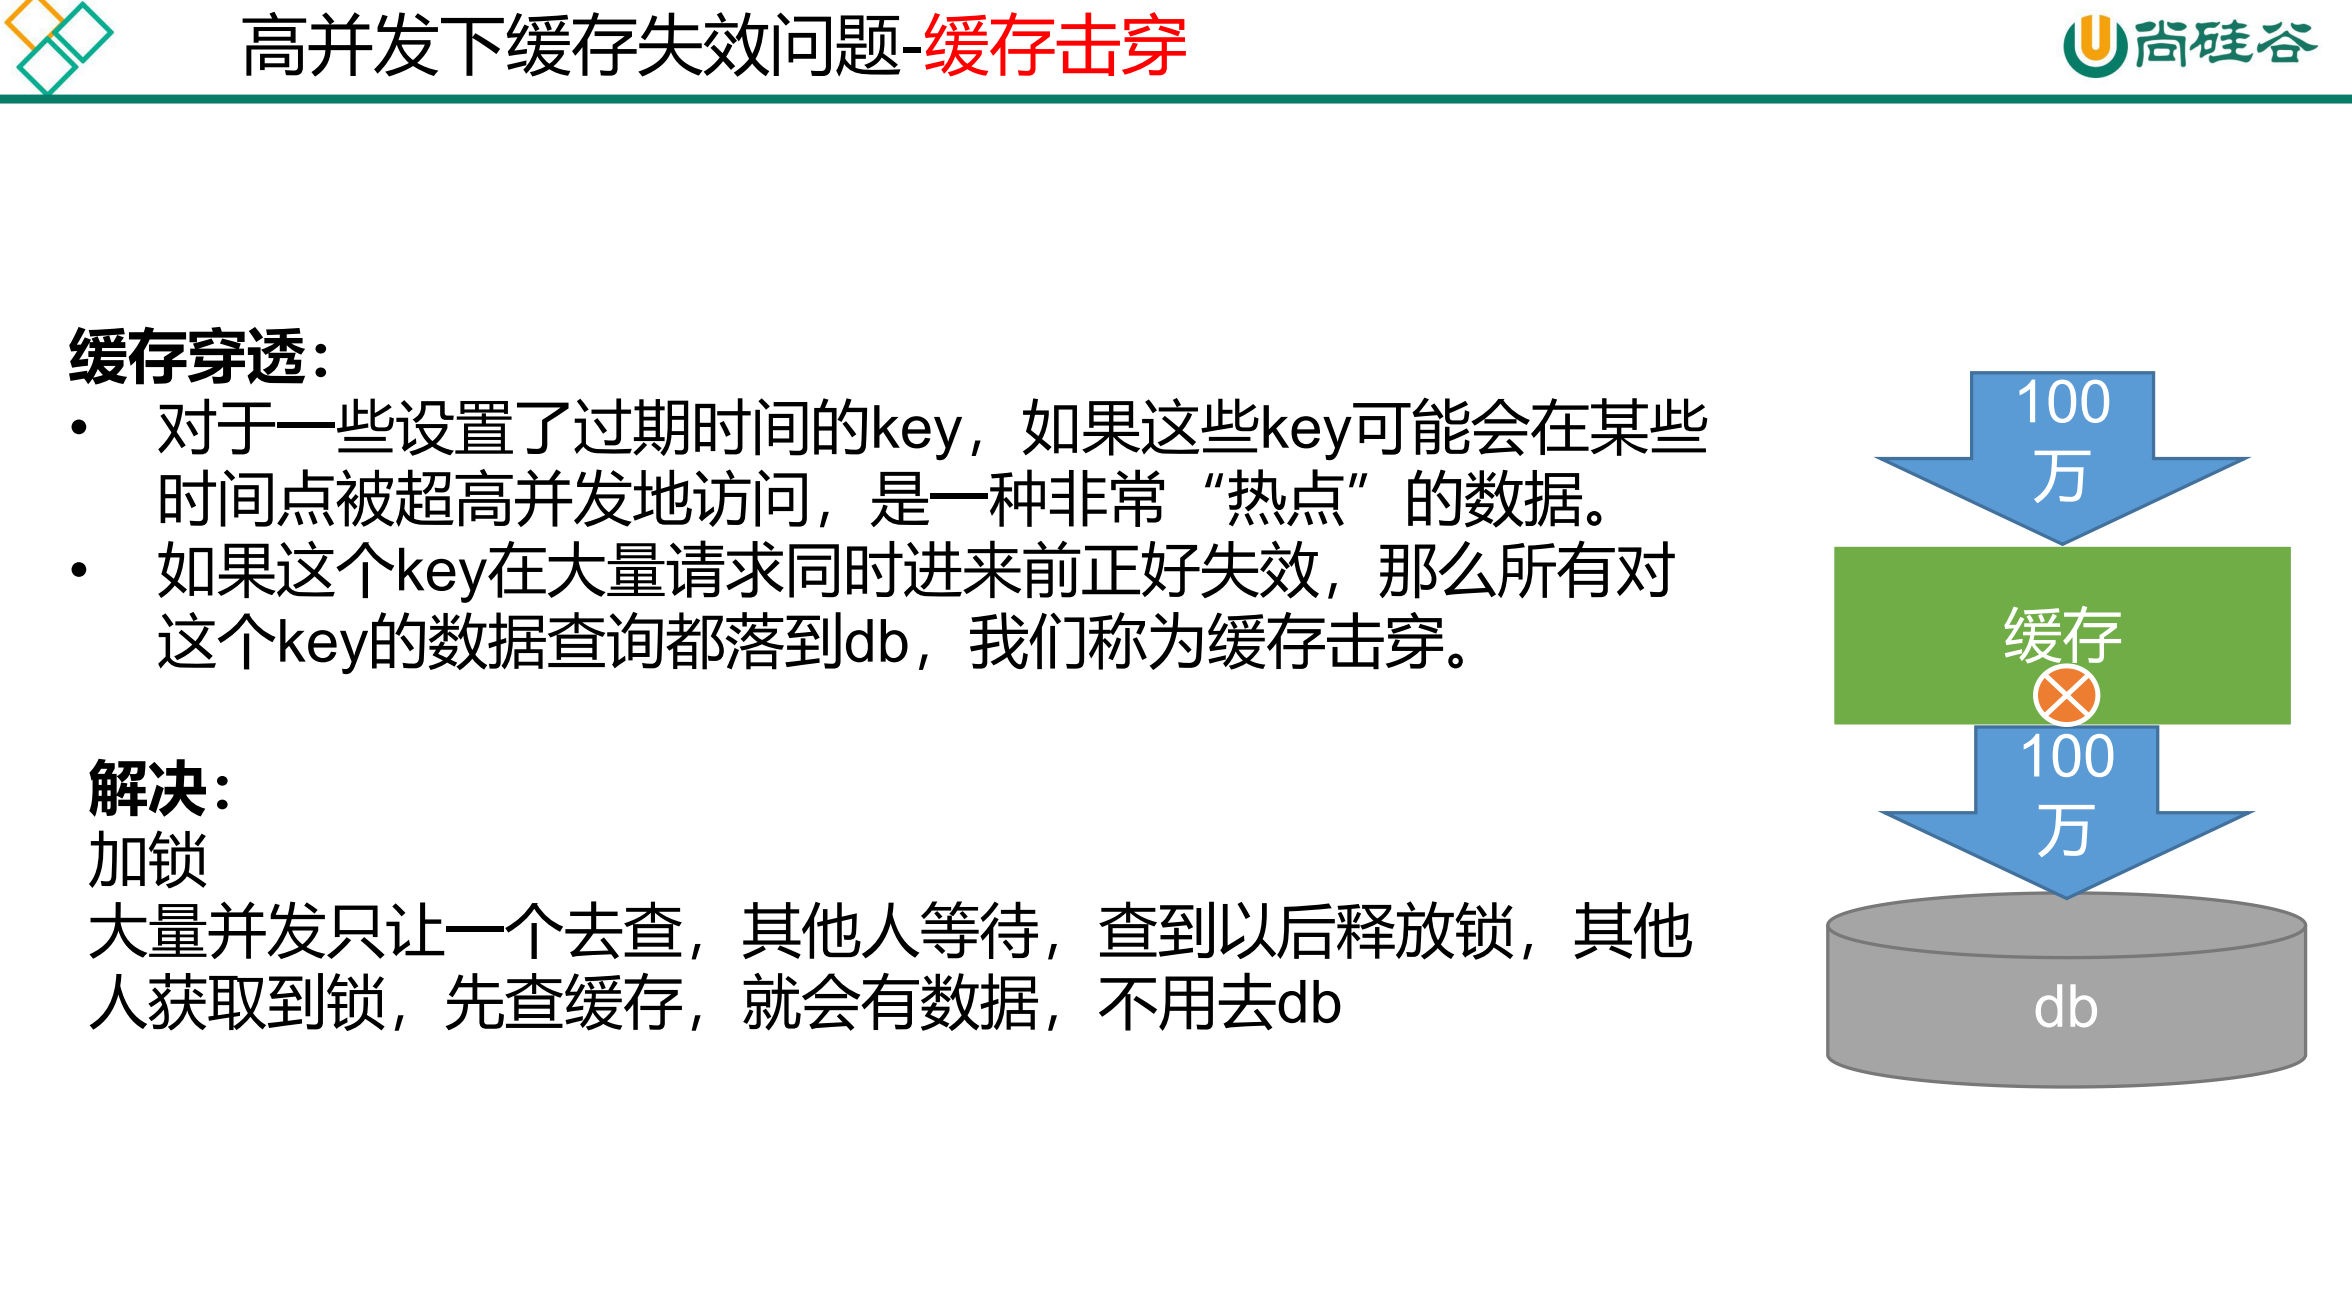 高并发下缓存失效问题-缓存击穿
尚硅谷
缓存穿透：
• 对于一些设置了过期时间的key，如果这些key可能会在某些
时间点被超高并发地访问，是一种非常“热点”的数据。
• 如果这个key在大量请求同时进来前正好失效，那么所有对
这个key的数据查询都落到db，我们称为缓存击穿。
解决：
加锁
大量并发只让一个去查，其他人等待，查到以后释放锁，其他
人获取到锁，先查缓存，就会有数据，不用去db
100
万
缓存
100
万
db